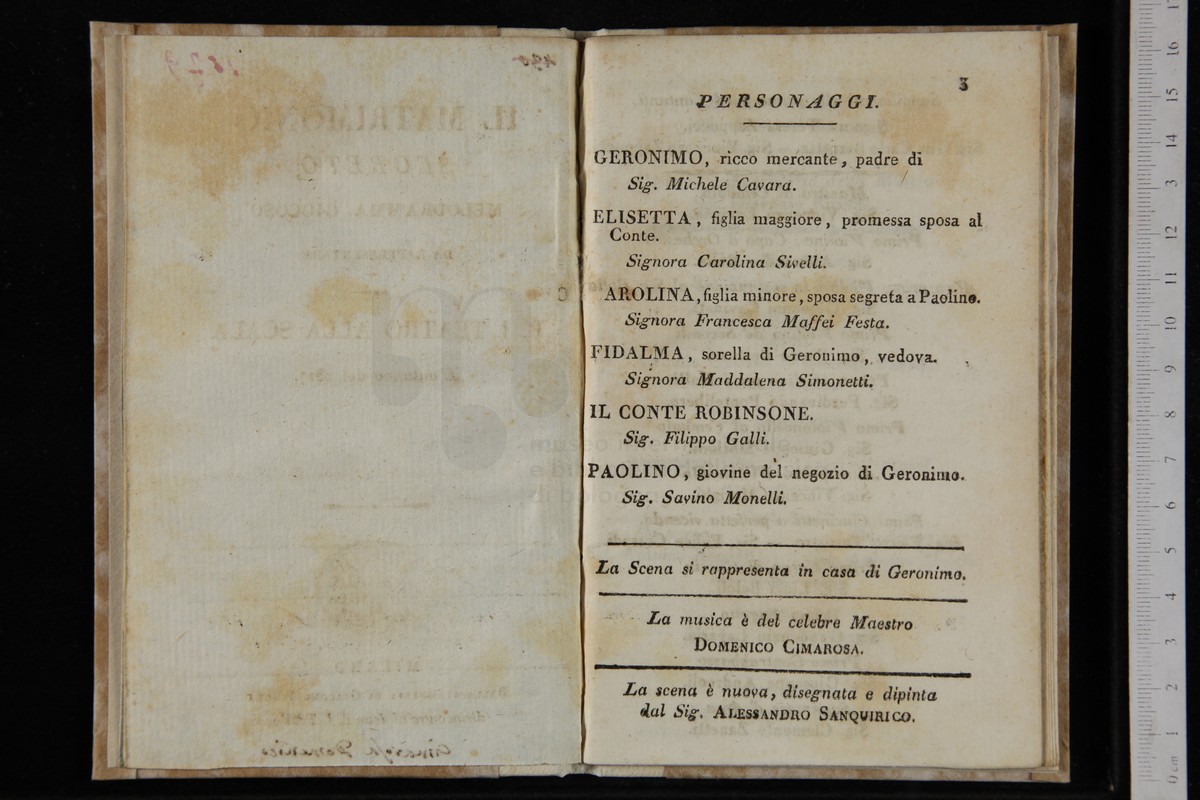 3
PERSONAGGI.
GERONIMO, ricco mercante, padre di
Sig. Michele Cavara.
ELISETTA, figlia maggiore, promessa sposa al
Conte.
Signora Carolina Sivelli.
C AROLINA, figlia minore, sposa segreta a Paolino.
Signora Francesca Maffei Festa.
FIDALMA, sorella di Geronimo, vedova.
Signora Maddalena Simonetti.
IL CONTE ROBINSONE.
Sig. Filippo Galli.
PAOLINO, giovine del negozio di Geronimo.
Sig. Savino Monelli.
La Scena si rappresenta in casa di Geronimo.
La musica è del celebre Maestro
DOMENICO CIMAROSA.
La scena è nuova, disegnata e dipinta
dal Sig. ALESSANDRO SANQUIRICO.